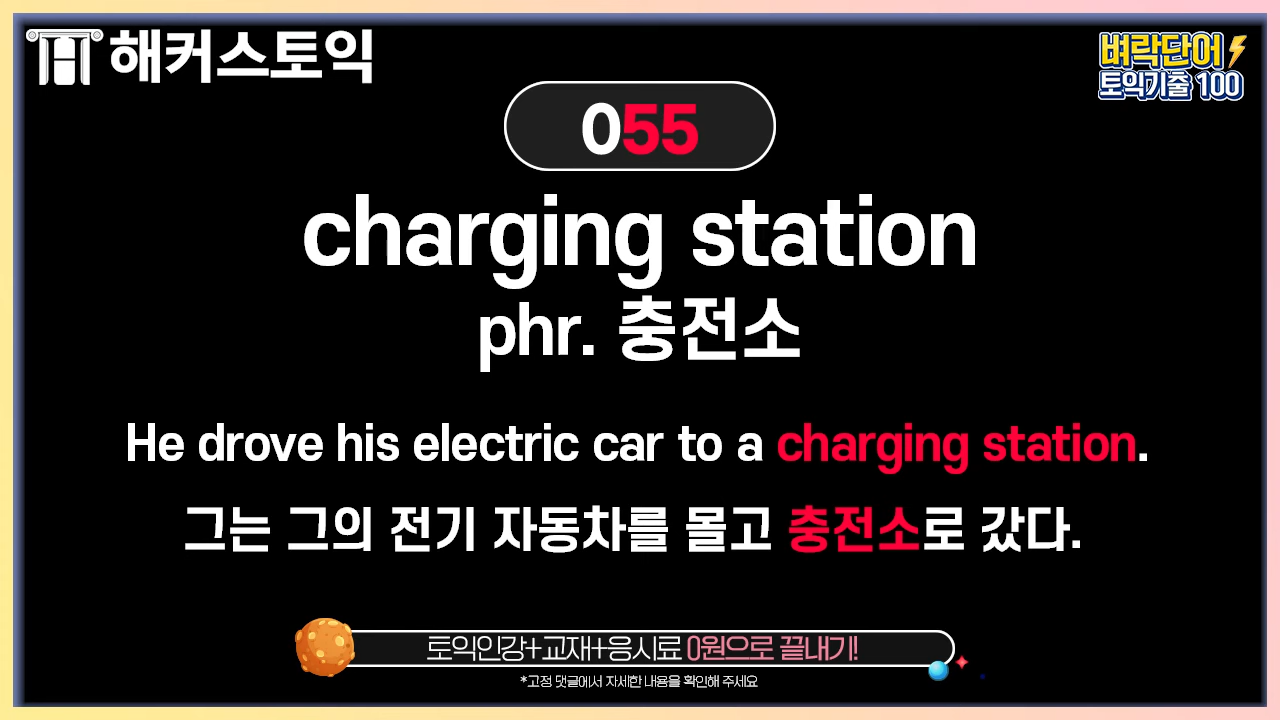 해커스토익
벼락단어
토익기출 100
055
charging station
phr. 충전소
He drove his electric car to a charging station.
그는 그의 전기 자동차를 몰고 충전소로 갔다.
토익인강+교재+응시료 0원으로 끝내기!
*고정 댓글에서 자세한 내용을 확인해 주세요